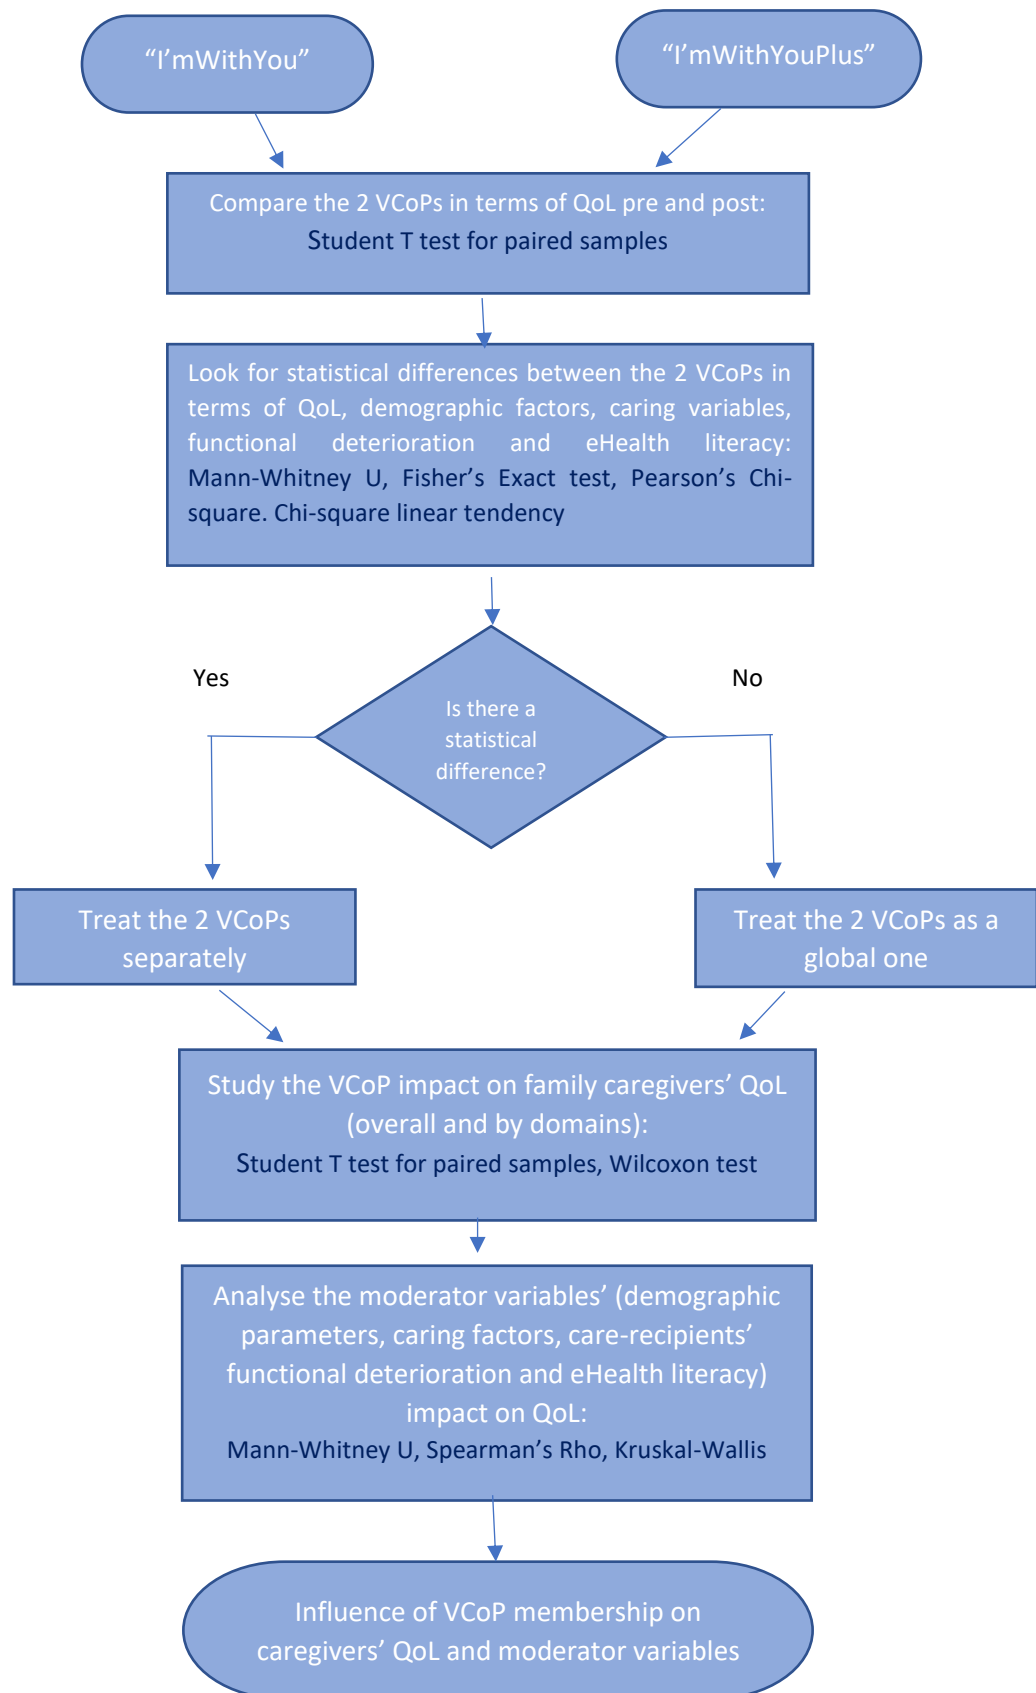 “I’mWithYou”
“I’mWithYouPlus”
Compare the 2 VCoPs in terms of QoL pre and post:
Student T test for paired samples
Look for statistical differences between the 2 VCoPs in
terms of QoL, demographic factors, caring variables,
functional deterioration and eHealth literacy:
Mann-Whitney U, Fisher’s Exact test, Pearson’s Chi-
square. Chi-square linear tendency
Yes
No
Is there a
statistical
difference?
Treat the 2 VCoPs
separately
Treat the 2 VCoPs as a
global one
Study the VCoP impact on family caregivers’ QoL
(overall and by domains):
Student T test for paired samples, Wilcoxon test
Analyse the moderator variables’ (demographic
parameters, caring factors, care-recipients’
functional deterioration and eHealth literacy)
impact on QoL:
Mann-Whitney U, Spearman’s Rho, Kruskal-Wallis
Influence of VCoP membership on
caregivers’ QoL and moderator variables